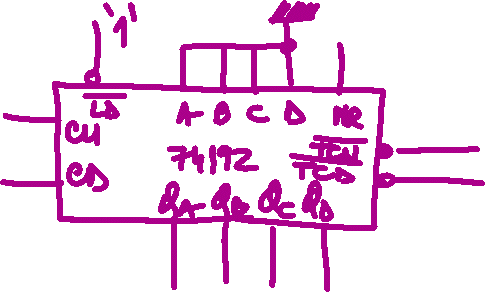 "1"
LD A B C D MR
CU TCU
74192
CD TCD
QA QB QC QD